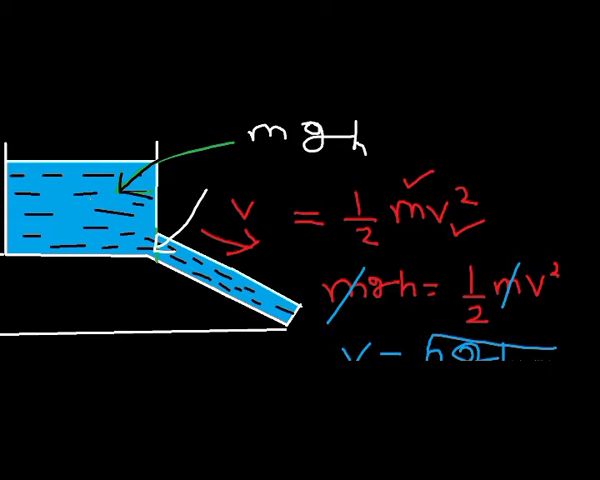 mgh
v = 1/2 mv²
mgh = 1/2 mv²
v =